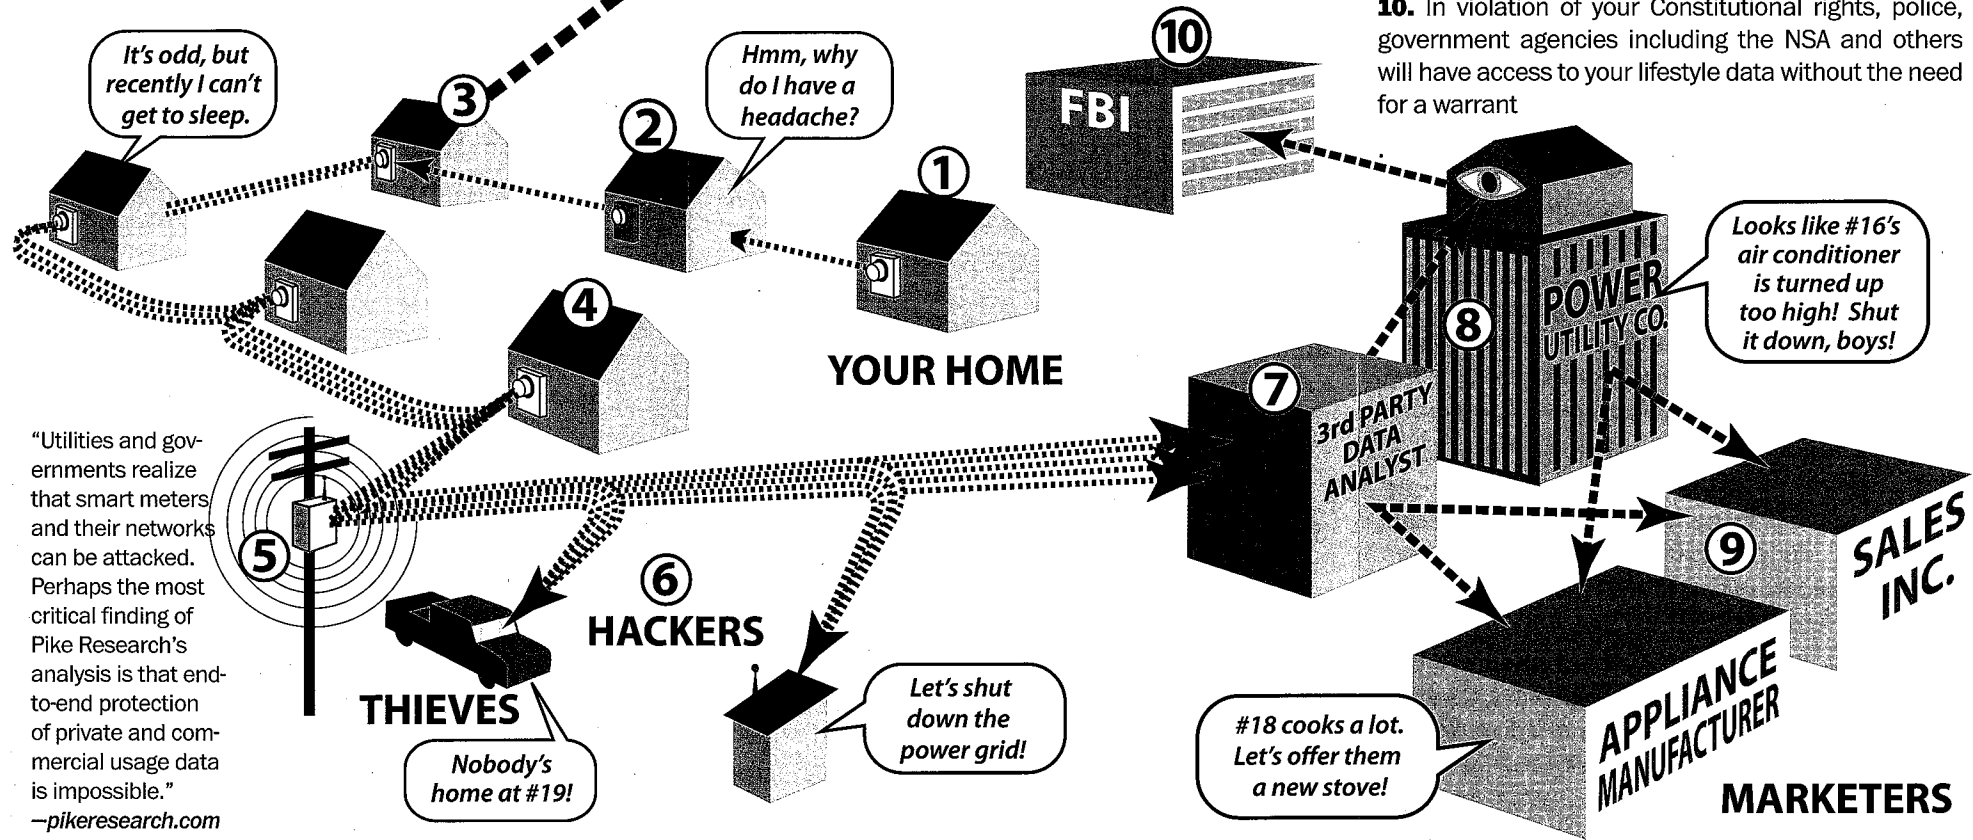 10. In violation of your Constitutional rights, police,
government agencies including the NSA and others
will have access to your lifestyle data without the need
for a warrant
It's odd, but
recently I can't
get to sleep.
3
2
Hmm, why
do I have a
headache?
1
YOUR HOME
4
10
FBI
8
POWER
UTILITY CO.
Looks like #16's
air conditioner
is turned up
too high! Shut
it down, boys!
7
3rd PARTY
DATA
ANALYST
"Utilities and gov-
ernments realize
that smart meters
and their networks
can be attacked.
Perhaps the most
critical finding of
Pike Research's
analysis is that end-
to-end protection
of private and com-
mercial usage data
is impossible."
–pikeresearch.com
5
6
HACKERS
THIEVES
Nobody's
home at #19!
Let's shut
down the
power grid!
9
SALES
INC.
#18 cooks a lot.
Let's offer them
a new stove!
APPLIANCE
MANUFACTURER
MARKETERS